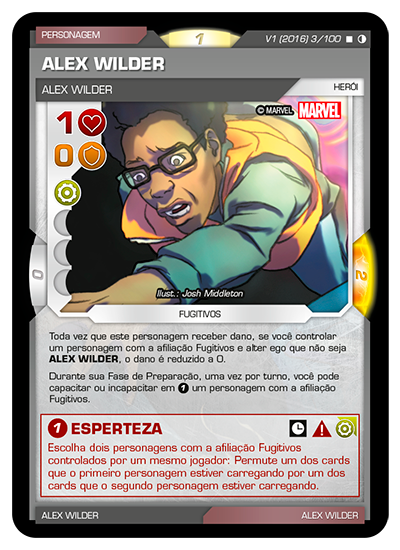 PERSONAGEM
1
V1 (2016) 3/100
ALEX WILDER
ALEX WILDER
HERÓI
© MARVEL MARVEL
1
0
0
2
Ilust.: Josh Middleton
FUGITIVOS
Toda vez que este personagem receber dano, se você controlar
um personagem com a afiliação Fugitivos e alter ego que não seja
ALEX WILDER, o dano é reduzido a 0.
Durante sua Fase de Preparação, uma vez por turno, você pode
capacitar ou incapacitar em 1 um personagem com a afiliação
Fugitivos.
1 ESPERTEZA
Escolha dois personagens com a afiliação Fugitivos
controlados por um mesmo jogador: Permute um dos cards
que o primeiro personagem estiver carregando por um dos
cards que o segundo personagem estiver carregando.
ALEX WILDER
ALEX WILDER